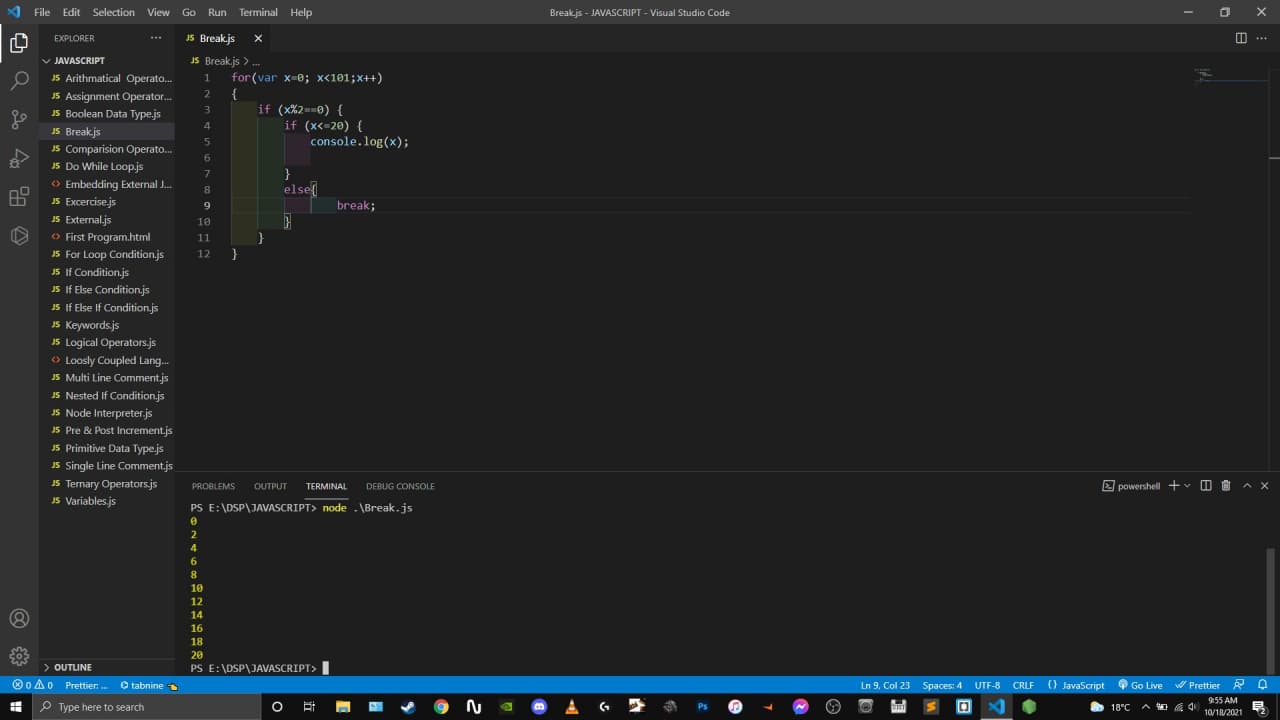 File Edit Selection View Go Run Terminal Help
Break.js - JAVASCRIPT - Visual Studio Code
EXPLORER
JAVASCRIPT
JS Arithmatical Operato...
JS Assignment Operator...
JS Boolean Data Type.js
JS Break.js
JS Comparision Operato...
JS Do While Loop.js
<> Embedding External J...
JS Excercise.js
JS External.js
<> First Program.html
JS For Loop Condition.js
JS If Condition.js
JS If Else Condition.js
JS If Else If Condition.js
JS Keywords.js
JS Logical Operators.js
<> Loosly Coupled Lang...
JS Multi Line Comment.js
JS Nested If Condition.js
JS Node Interpreter.js
JS Pre & Post Increment.js
JS Primitive Data Type.js
JS Single Line Comment.js
JS Ternary Operators.js
JS Variables.js
OUTLINE
JS Break.js
JS Break.js > ...
1 for(var x=0; x<101;x++)
2 {
3 if (x%2==0) {
4 if (x<=20) {
5 console.log(x);
6
7 }
8 else{
9 break;
10 }
11 }
12 }
PROBLEMS OUTPUT TERMINAL DEBUG CONSOLE
powershell
PS E:\DSP\JAVASCRIPT> node .\Break.js
0
2
4
6
8
10
12
14
16
18
20
PS E:\DSP\JAVASCRIPT>
0 0 Prettier: ... tabnine
Ln 9, Col 23 Spaces: 4 UTF-8 CRLF {} JavaScript Go Live Prettier
Type here to search
Ps
18°C
9:55 AM
10/18/2021
2